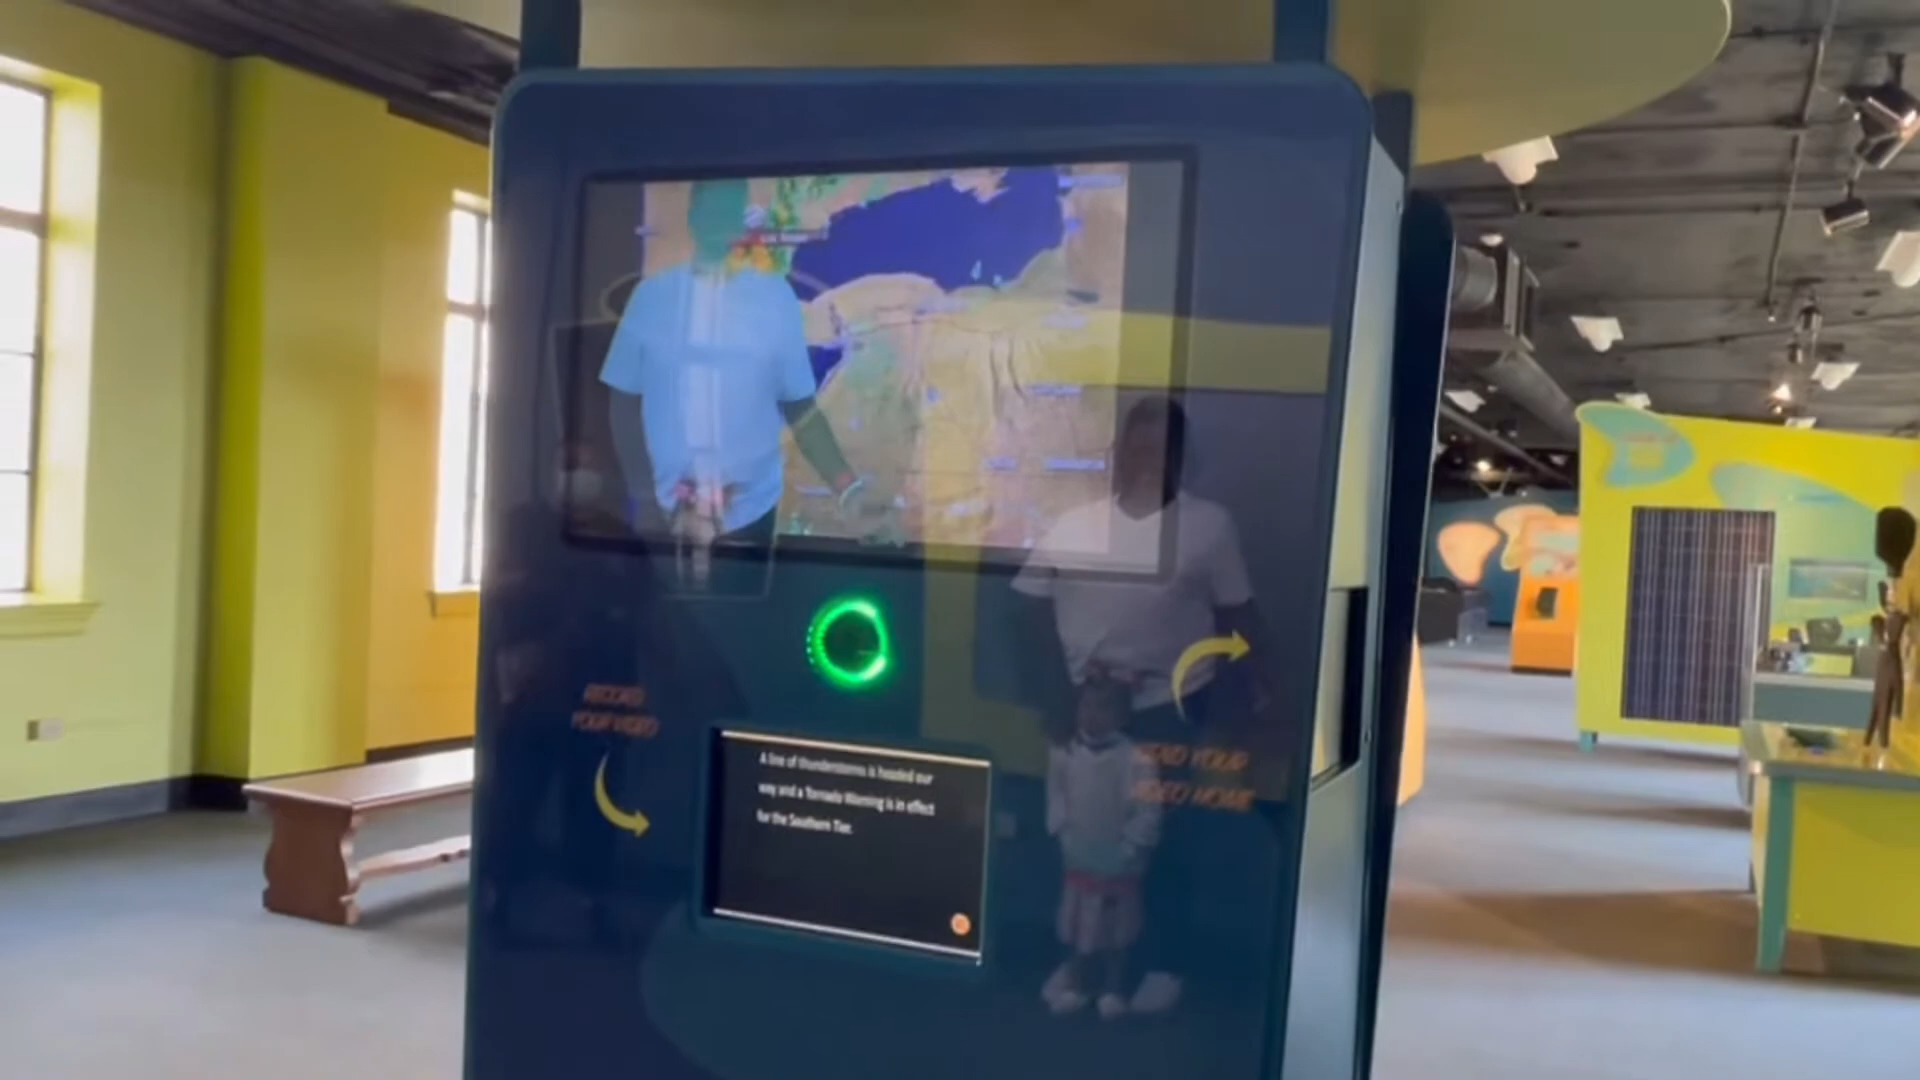 RECORD
YOUR VIDEO
A line of thunderstorms is headed our
way and a Tornado Warning is in effect
for the Southern Tier.
SEND YOUR
VIDEO HOME